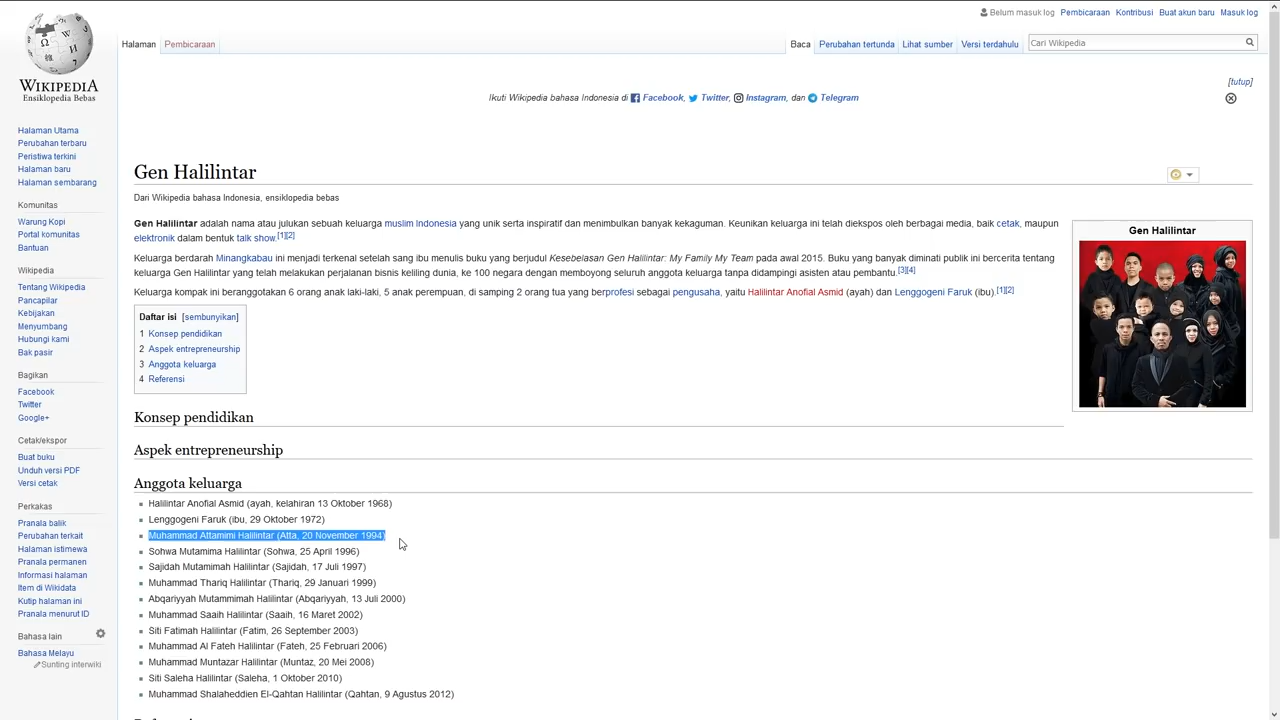 Belum masuk log Pembicaraan Kontribusi Buat akun baru Masuk log
Halaman Pembicaraan Baca Perubahan tertunda Lihat sumber Versi terdahulu Cari Wikipedia
WIKIPEDIA
Ensiklopedia Bebas
[tutup]
Ikuti Wikipedia bahasa Indonesia di Facebook, Twitter, Instagram, dan Telegram
Halaman Utama
Perubahan terbaru
Peristiwa terkini
Halaman baru
Halaman sembarang
Komunitas
Warung Kopi
Portal komunitas
Bantuan
Wikipedia
Tentang Wikipedia
Pancapilar
Kebijakan
Menyumbang
Hubungi kami
Bak pasir
Bagikan
Facebook
Twitter
Google+
Cetak/ekspor
Buat buku
Unduh versi PDF
Versi cetak
Perkakas
Pranala balik
Perubahan terkait
Halaman istimewa
Pranala permanen
Informasi halaman
Item di Wikidata
Kutip halaman ini
Pranala menurut ID
Bahasa lain
Bahasa Melayu
Sunting interwiki
Gen Halilintar
Dari Wikipedia bahasa Indonesia, ensiklopedia bebas
Gen Halilintar adalah nama atau julukan sebuah keluarga muslim Indonesia yang unik serta inspiratif dan menimbulkan banyak kekaguman. Keunikan keluarga ini telah diekspos oleh berbagai media, baik cetak, maupun
elektronik dalam bentuk talk show.[1][2]
Keluarga berdarah Minangkabau ini menjadi terkenal setelah sang ibu menulis buku yang berjudul Kesebelasan Gen Halilintar: My Family My Team pada awal 2015. Buku yang banyak diminati publik ini bercerita tentang
keluarga Gen Halilintar yang telah melakukan perjalanan bisnis keliling dunia, ke 100 negara dengan memboyong seluruh anggota keluarga tanpa didampingi asisten atau pembantu.[3][4]
Keluarga kompak ini beranggotakan 6 orang anak laki-laki, 5 anak perempuan, di samping 2 orang tua yang berprofesi sebagai pengusaha, yaitu Halilintar Anofial Asmid (ayah) dan Lenggogeni Faruk (ibu).[1][2]
Gen Halilintar
Daftar isi [sembunyikan]
1 Konsep pendidikan
2 Aspek entrepreneurship
3 Anggota keluarga
4 Referensi
Konsep pendidikan
Aspek entrepreneurship
Anggota keluarga
Halilintar Anofial Asmid (ayah, kelahiran 13 Oktober 1968)
Lenggogeni Faruk (ibu, 29 Oktober 1972)
Muhammad Attamimi Halilintar (Atta, 20 November 1994)
Sohwa Mutamima Halilintar (Sohwa, 25 April 1996)
Sajidah Mutamimah Halilintar (Sajidah, 17 Juli 1997)
Muhammad Thariq Halilintar (Thariq, 29 Januari 1999)
Abqariyyah Mutammimah Halilintar (Abqariyyah, 13 Juli 2000)
Muhammad Saaih Halilintar (Saaih, 16 Maret 2002)
Siti Fatimah Halilintar (Fatim, 26 September 2003)
Muhammad Al Fateh Halilintar (Fateh, 25 Februari 2006)
Muhammad Muntazar Halilintar (Muntaz, 20 Mei 2008)
Siti Saleha Halilintar (Saleha, 1 Oktober 2010)
Muhammad Shalaheddien El-Qahtan Halilintar (Qahtan, 9 Agustus 2012)